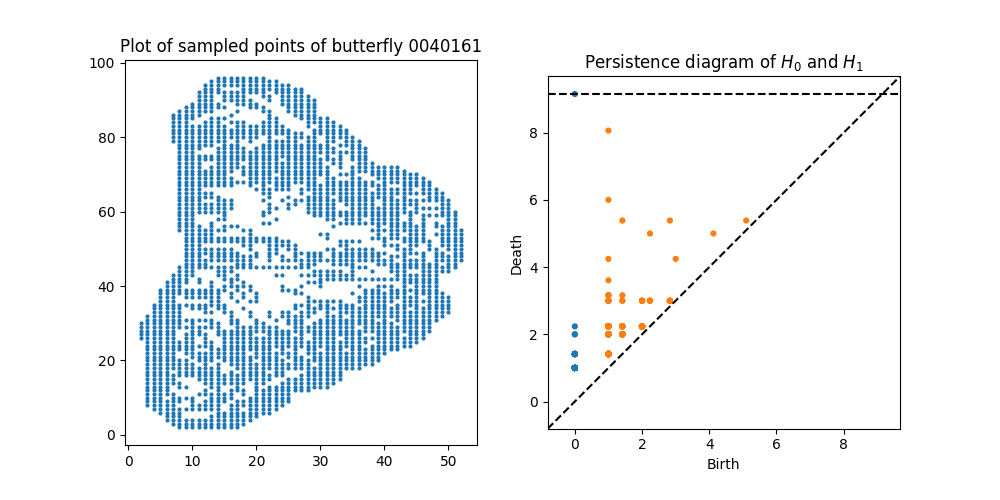 Plot of sampled points of butterfly 0040161
100
80
60
40
20
0
0 10 20 30 40 50
Persistence diagram of H₀ and H₁
Death
8
6
4
2
0
0 2 4 6 8
Birth